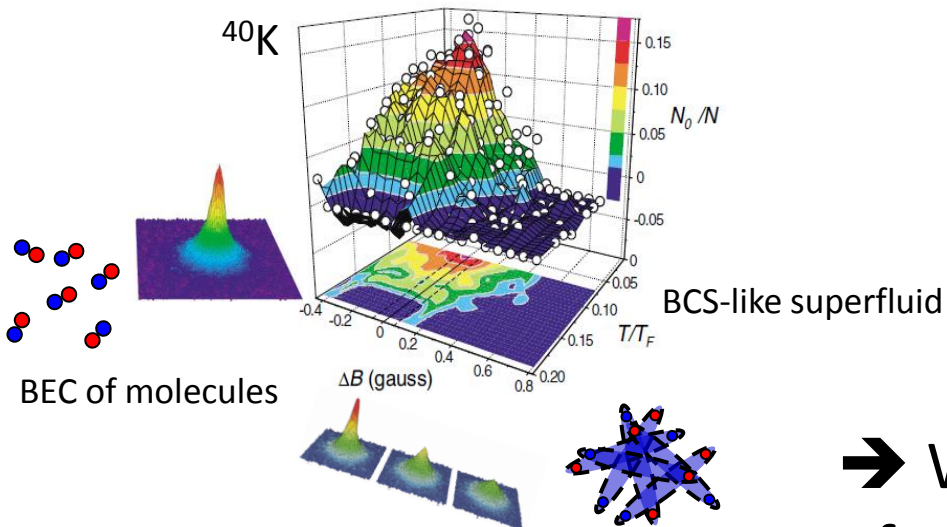 ⁴⁰K
0.15
0.10
0.05
0
-0.05
N₀ /N
0
0.05
0.10
0.15
0.20
T/T_F
-0.4
-0.2
0
0.2
0.4
0.6
0.8
ΔB (gauss)
BCS-like superfluid
BEC of molecules